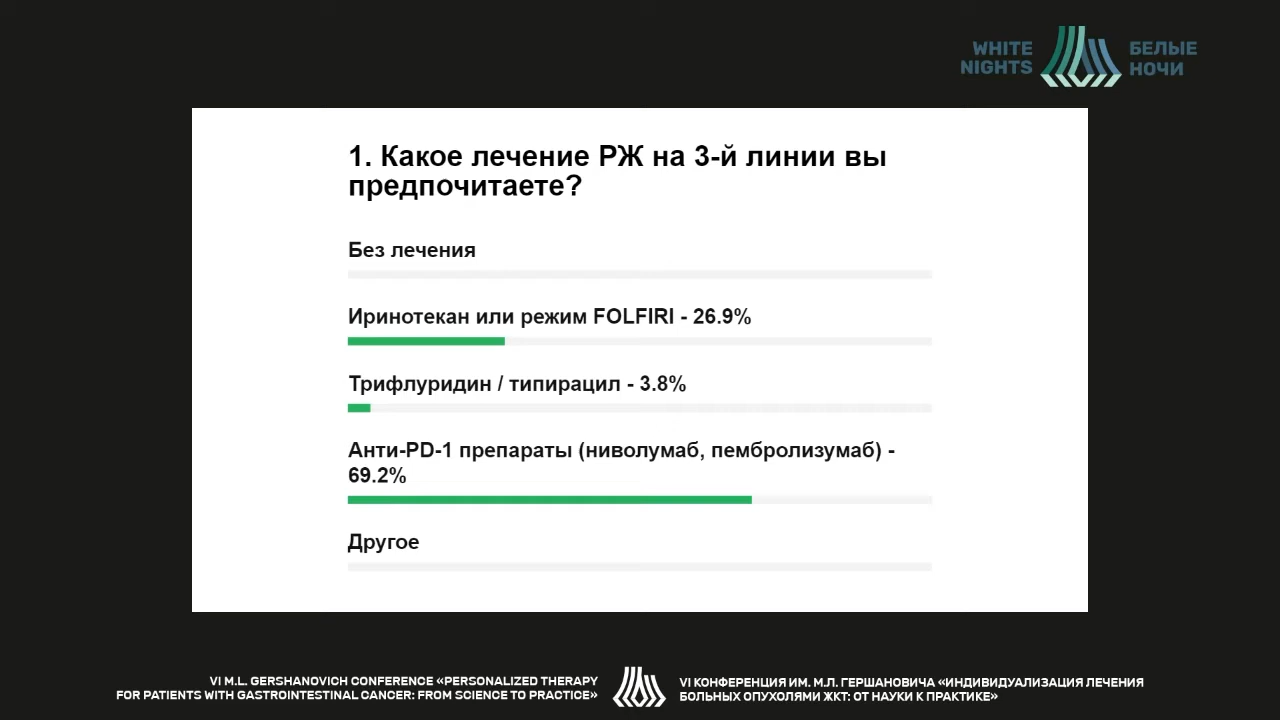 WHITE
NIGHTS
БЕЛЫЕ
НОЧИ
1. Какое лечение РЖ на 3-й линии вы
предпочитаете?
Без лечения
Иринотекан или режим FOLFIRI - 26.9%
Трифлуридин / типирацил - 3.8%
Анти-PD-1 препараты (ниволумаб, пембролизумаб) -
69.2%
Другое
VI M.L. GERSHANOVICH CONFERENCE «PERSONALIZED THERAPY
FOR PATIENTS WITH GASTROINTESTINAL CANCER: FROM SCIENCE TO PRACTICE»
VI КОНФЕРЕНЦИЯ ИМ. М.Л. ГЕРШАНОВИЧА «ИНДИВИДУАЛИЗАЦИЯ ЛЕЧЕНИЯ
БОЛЬНЫХ ОПУХОЛЯМИ ЖКТ: ОТ НАУКИ К ПРАКТИКЕ»